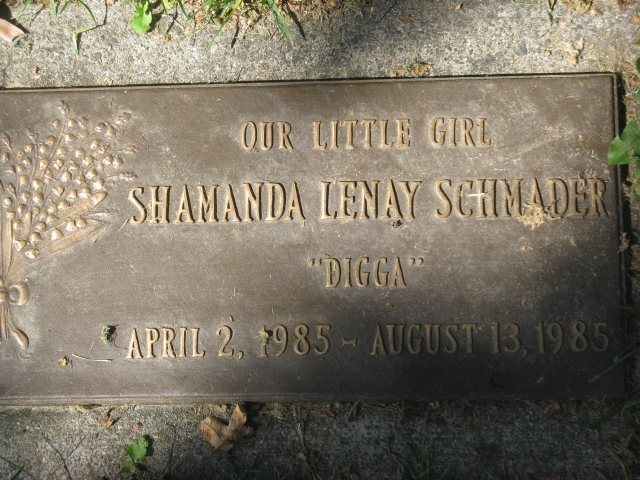 OUR LITTLE GIRL
SHAMANDA LENAY SCHMADER
"DIGGA"
APRIL 2, 1985 - AUGUST 13, 1985